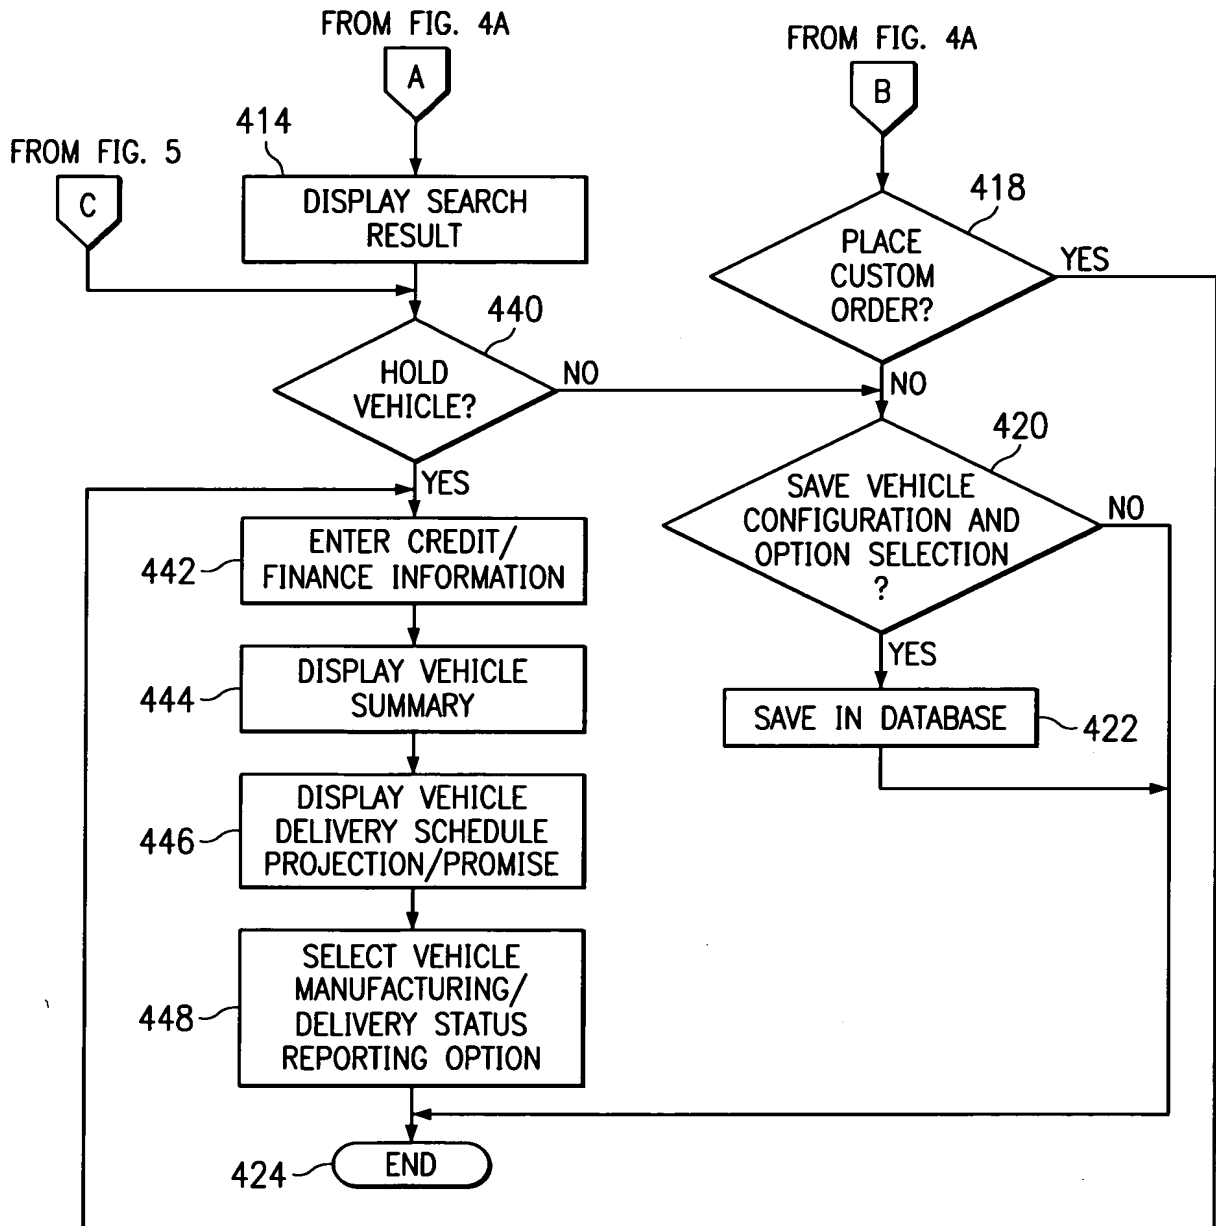 FROM FIG. 4A
A
FROM FIG. 4A
B
414
FROM FIG. 5
C
DISPLAY SEARCH
RESULT
418
PLACE
CUSTOM
ORDER?
YES
NO
440
HOLD
VEHICLE?
NO
YES
420
SAVE VEHICLE
CONFIGURATION AND
OPTION SELECTION
?
NO
YES
442
ENTER CREDIT/
FINANCE INFORMATION
444
DISPLAY VEHICLE
SUMMARY
SAVE IN DATABASE
422
446
DISPLAY VEHICLE
DELIVERY SCHEDULE
PROJECTION/PROMISE
448
SELECT VEHICLE
MANUFACTURING/
DELIVERY STATUS
REPORTING OPTION
424
END